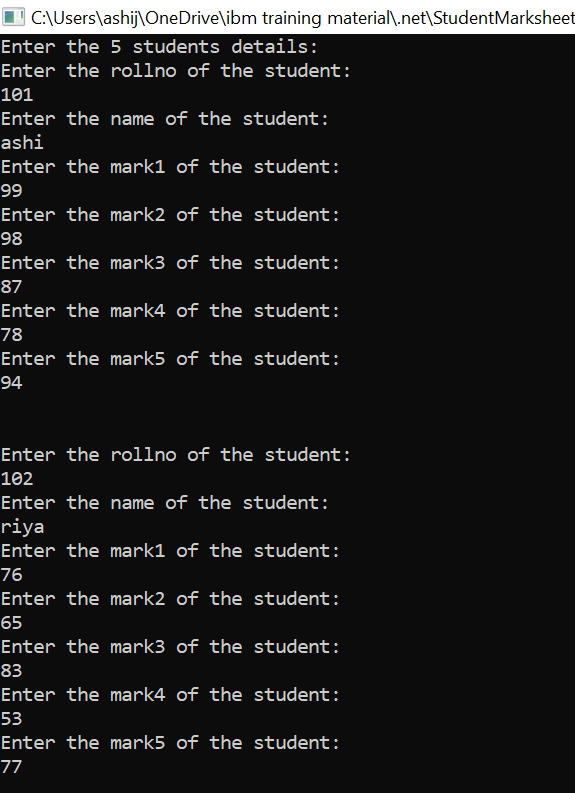 C:\Users\ashij\OneDrive\ibm training material\.net\StudentMarksheet
Enter the 5 students details:
Enter the rollno of the student:
101
Enter the name of the student:
ashi
Enter the mark1 of the student:
99
Enter the mark2 of the student:
98
Enter the mark3 of the student:
87
Enter the mark4 of the student:
78
Enter the mark5 of the student:
94
Enter the rollno of the student:
102
Enter the name of the student:
riya
Enter the mark1 of the student:
76
Enter the mark2 of the student:
65
Enter the mark3 of the student:
83
Enter the mark4 of the student:
53
Enter the mark5 of the student:
77